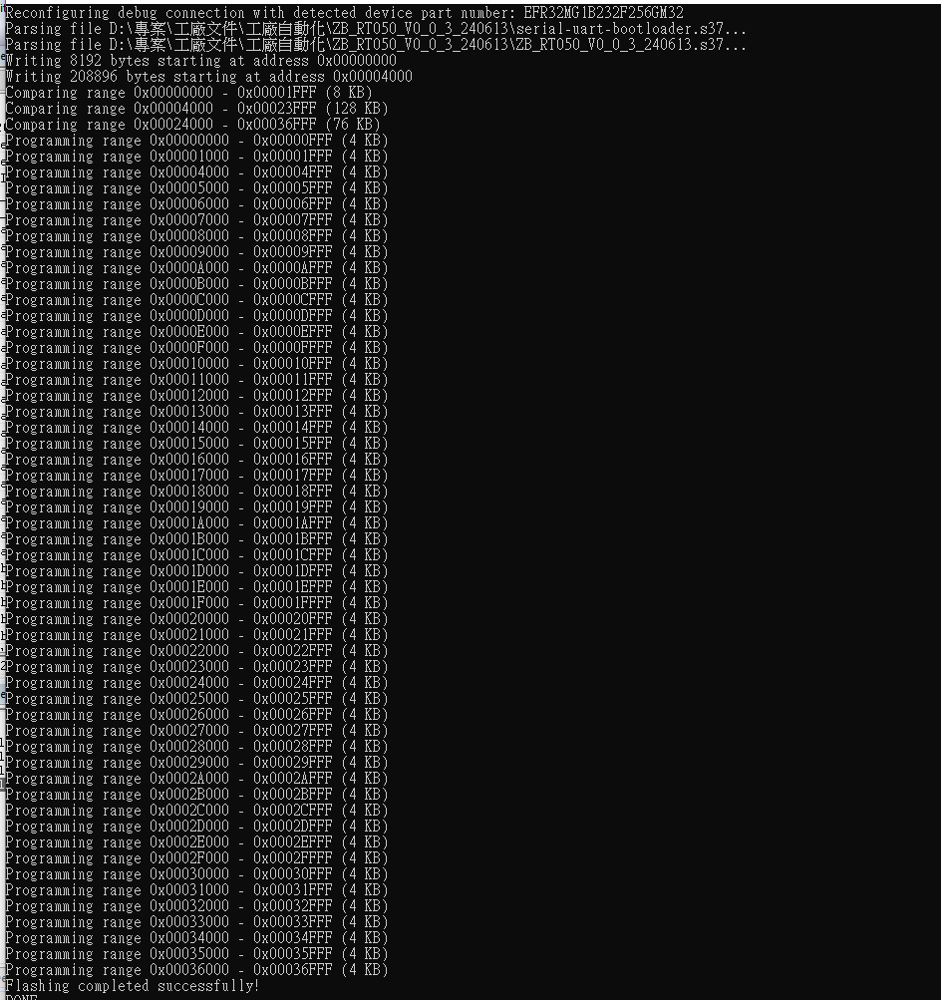 Reconfiguring debug connection with detected device part number: EFR32MG1B232F256GM32
Parsing file D:\專案\工廠文件\工廠自動化\ZB_RT050_V0_0_3_240613\serial-uart-bootloader.s37...
Parsing file D:\專案\工廠文件\工廠自動化\ZB_RT050_V0_0_3_240613\ZB_RT050_V0_0_3_240613.s37...
Writing 8192 bytes starting at address 0x00000000
Writing 208896 bytes starting at address 0x00004000
Comparing range 0x00000000 - 0x00001FFF (8 KB)
Comparing range 0x00004000 - 0x00023FFF (128 KB)
Comparing range 0x00024000 - 0x00036FFF (76 KB)
Programming range 0x00000000 - 0x00000FFF (4 KB)
Programming range 0x00001000 - 0x00001FFF (4 KB)
Programming range 0x00004000 - 0x00004FFF (4 KB)
Programming range 0x00005000 - 0x00005FFF (4 KB)
Programming range 0x00006000 - 0x00006FFF (4 KB)
Programming range 0x00007000 - 0x00007FFF (4 KB)
Programming range 0x00008000 - 0x00008FFF (4 KB)
Programming range 0x00009000 - 0x00009FFF (4 KB)
Programming range 0x0000A000 - 0x0000AFFF (4 KB)
Programming range 0x0000B000 - 0x0000BFFF (4 KB)
Programming range 0x0000C000 - 0x0000CFFF (4 KB)
Programming range 0x0000D000 - 0x0000DFFF (4 KB)
Programming range 0x0000E000 - 0x0000EFFF (4 KB)
Programming range 0x0000F000 - 0x0000FFFF (4 KB)
Programming range 0x00010000 - 0x00010FFF (4 KB)
Programming range 0x00011000 - 0x00011FFF (4 KB)
Programming range 0x00012000 - 0x00012FFF (4 KB)
Programming range 0x00013000 - 0x00013FFF (4 KB)
Programming range 0x00014000 - 0x00014FFF (4 KB)
Programming range 0x00015000 - 0x00015FFF (4 KB)
Programming range 0x00016000 - 0x00016FFF (4 KB)
Programming range 0x00017000 - 0x00017FFF (4 KB)
Programming range 0x00018000 - 0x00018FFF (4 KB)
Programming range 0x00019000 - 0x00019FFF (4 KB)
Programming range 0x0001A000 - 0x0001AFFF (4 KB)
Programming range 0x0001B000 - 0x0001BFFF (4 KB)
Programming range 0x0001C000 - 0x0001CFFF (4 KB)
Programming range 0x0001D000 - 0x0001DFFF (4 KB)
Programming range 0x0001E000 - 0x0001EFFF (4 KB)
Programming range 0x0001F000 - 0x0001FFFF (4 KB)
Programming range 0x00020000 - 0x00020FFF (4 KB)
Programming range 0x00021000 - 0x00021FFF (4 KB)
Programming range 0x00022000 - 0x00022FFF (4 KB)
Programming range 0x00023000 - 0x00023FFF (4 KB)
Programming range 0x00024000 - 0x00024FFF (4 KB)
Programming range 0x00025000 - 0x00025FFF (4 KB)
Programming range 0x00026000 - 0x00026FFF (4 KB)
Programming range 0x00027000 - 0x00027FFF (4 KB)
Programming range 0x00028000 - 0x00028FFF (4 KB)
Programming range 0x00029000 - 0x00029FFF (4 KB)
Programming range 0x0002A000 - 0x0002AFFF (4 KB)
Programming range 0x0002B000 - 0x0002BFFF (4 KB)
Programming range 0x0002C000 - 0x0002CFFF (4 KB)
Programming range 0x0002D000 - 0x0002DFFF (4 KB)
Programming range 0x0002E000 - 0x0002EFFF (4 KB)
Programming range 0x0002F000 - 0x0002FFFF (4 KB)
Programming range 0x00030000 - 0x00030FFF (4 KB)
Programming range 0x00031000 - 0x00031FFF (4 KB)
Programming range 0x00032000 - 0x00032FFF (4 KB)
Programming range 0x00033000 - 0x00033FFF (4 KB)
Programming range 0x00034000 - 0x00034FFF (4 KB)
Programming range 0x00035000 - 0x00035FFF (4 KB)
Programming range 0x00036000 - 0x00036FFF (4 KB)
Flashing completed successfully!
DONE